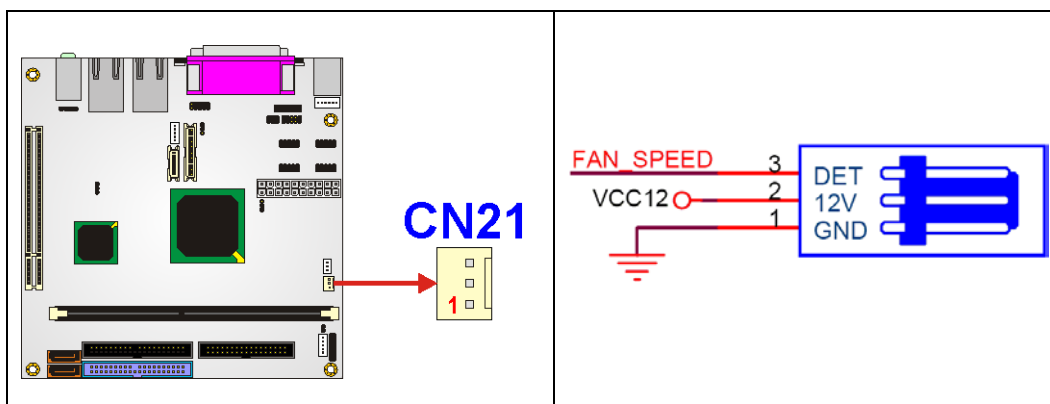 CN21
1
FAN_SPEED
3
DET
VCC12
2
12V
1
GND